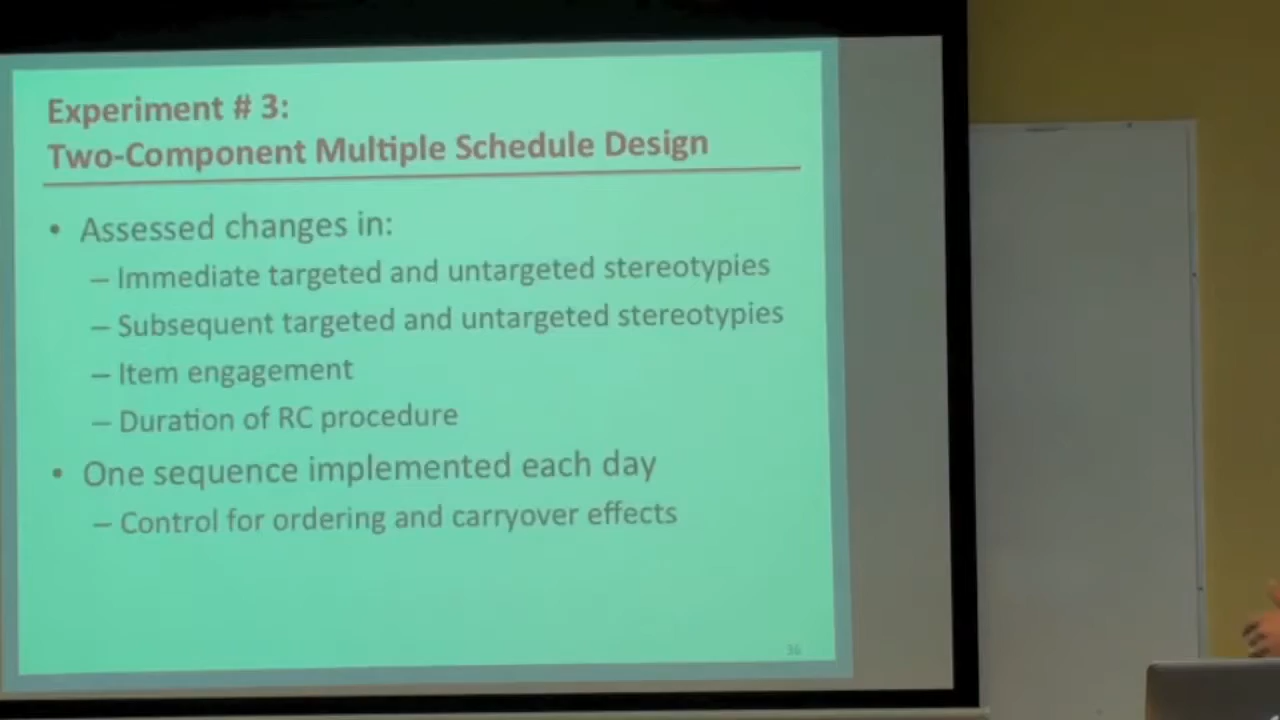 Experiment # 3:
Two-Component Multiple Schedule Design
• Assessed changes in:
– Immediate targeted and untargeted stereotypies
– Subsequent targeted and untargeted stereotypies
– Item engagement
– Duration of RC procedure
• One sequence implemented each day
– Control for ordering and carryover effects
36